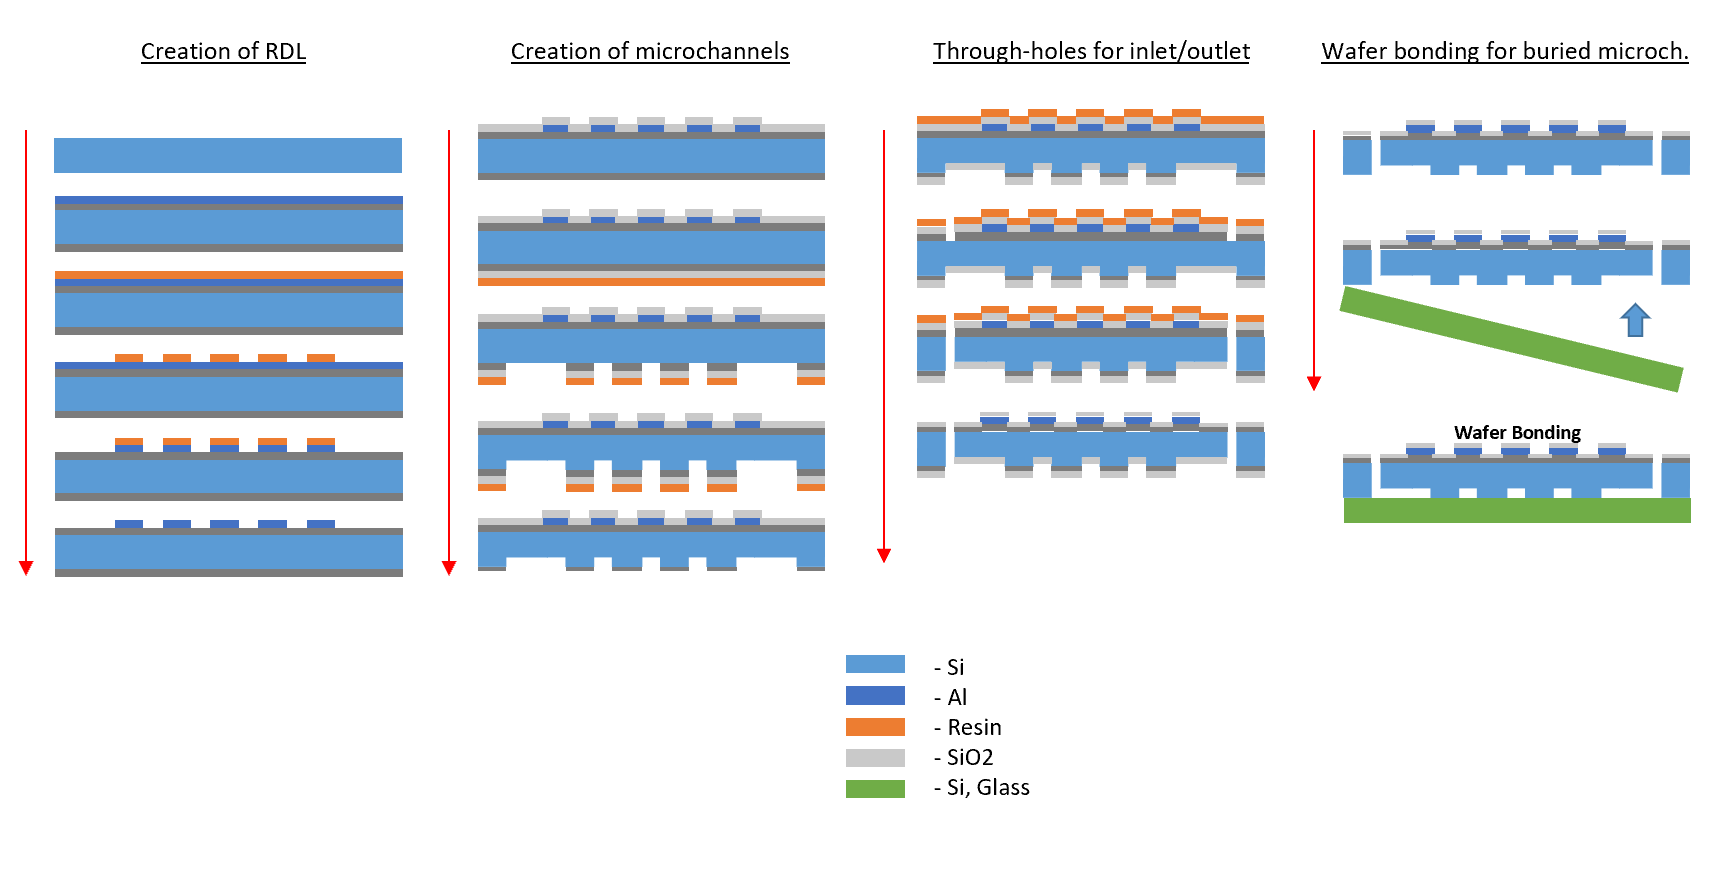 Creation of RDL
Creation of microchannels
Through-holes for inlet/outlet
Wafer bonding for buried microch.
Wafer Bonding
- Si
- Al
- Resin
- SiO2
- Si, Glass